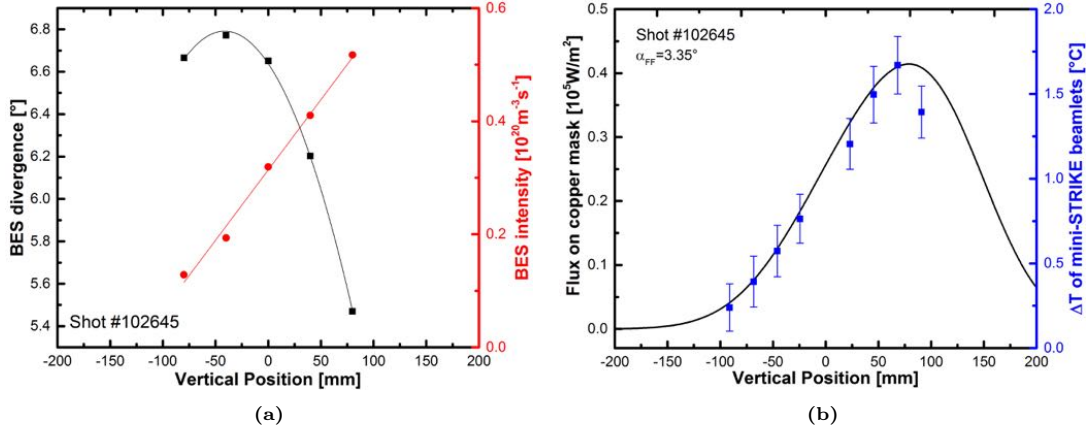 6.8
6.6
6.4
6.2
6.0
5.8
5.6
5.4
BES divergence [°]
0.6
0.4
0.2
0.0
BES intensity [10²⁰m⁻³s⁻¹]
Shot #102645
-200 -150 -100 -50 0 50 100 150 200
Vertical Position [mm]
(a)
0.4
0.3
0.2
0.1
0.0
Flux on copper mask [10⁵W/m²]
Shot #102645
α_FF=3.35°
2.0
1.5
1.0
0.5
0.0
ΔT of mini-STRIKE beamlets [°C]
-200 -150 -100 -50 0 50 100 150 200
Vertical Position [mm]
(b)